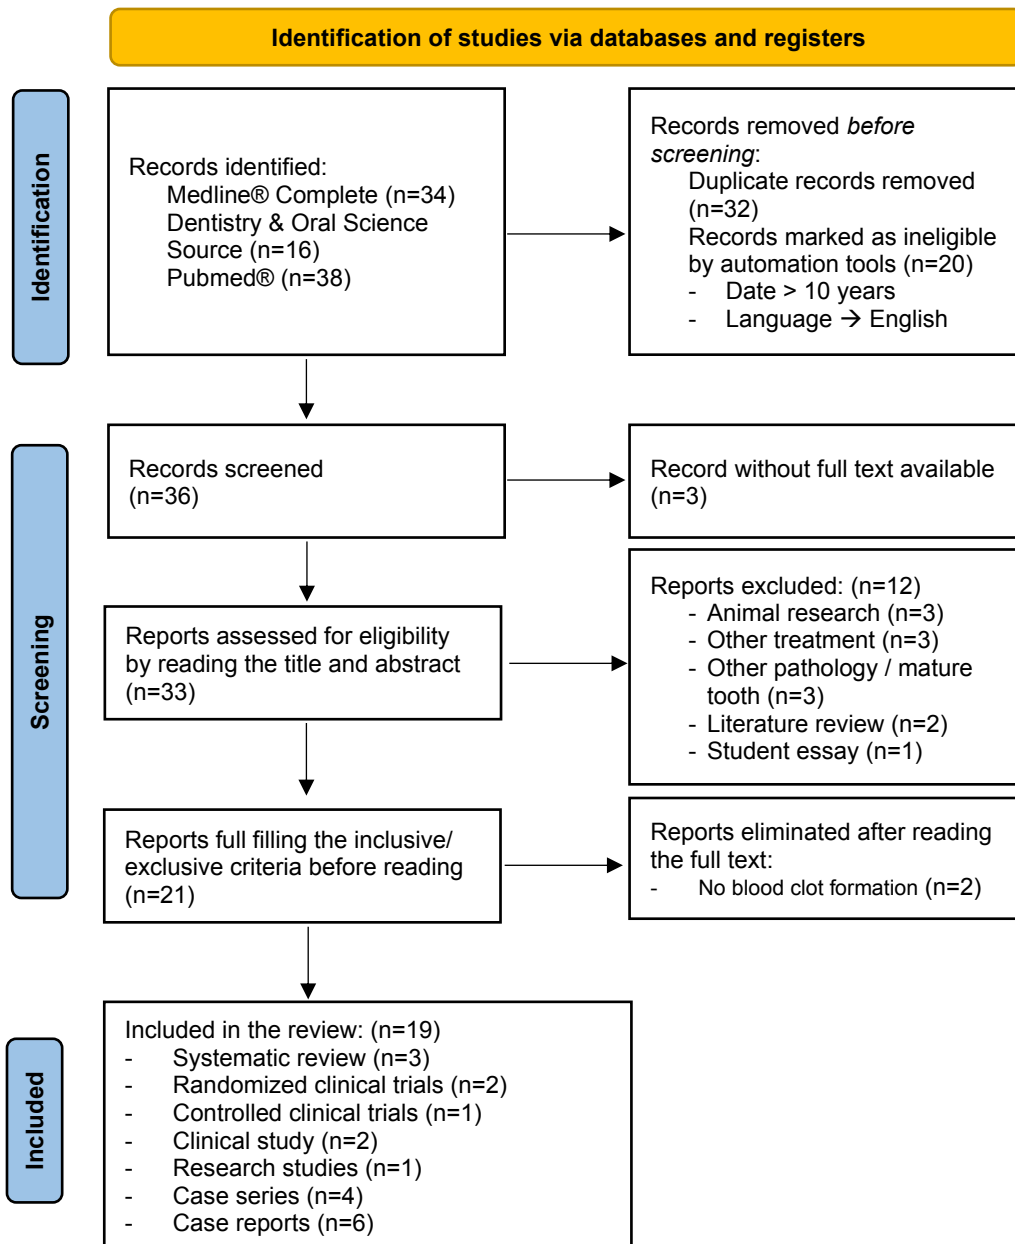 Identification of studies via databases and registers
Identification
Records identified:
Medline® Complete (n=34)
Dentistry & Oral Science
Source (n=16)
Pubmed® (n=38)
Records removed before
screening:
Duplicate records removed
(n=32)
Records marked as ineligible
by automation tools (n=20)
- Date > 10 years
- Language → English
Screening
Records screened
(n=36)
Record without full text available
(n=3)
Reports assessed for eligibility
by reading the title and abstract
(n=33)
Reports excluded: (n=12)
- Animal research (n=3)
- Other treatment (n=3)
- Other pathology / mature
tooth (n=3)
- Literature review (n=2)
- Student essay (n=1)
Reports full filling the inclusive/
exclusive criteria before reading
(n=21)
Reports eliminated after reading
the full text:
- No blood clot formation (n=2)
Included
Included in the review: (n=19)
- Systematic review (n=3)
- Randomized clinical trials (n=2)
- Controlled clinical trials (n=1)
- Clinical study (n=2)
- Research studies (n=1)
- Case series (n=4)
- Case reports (n=6)